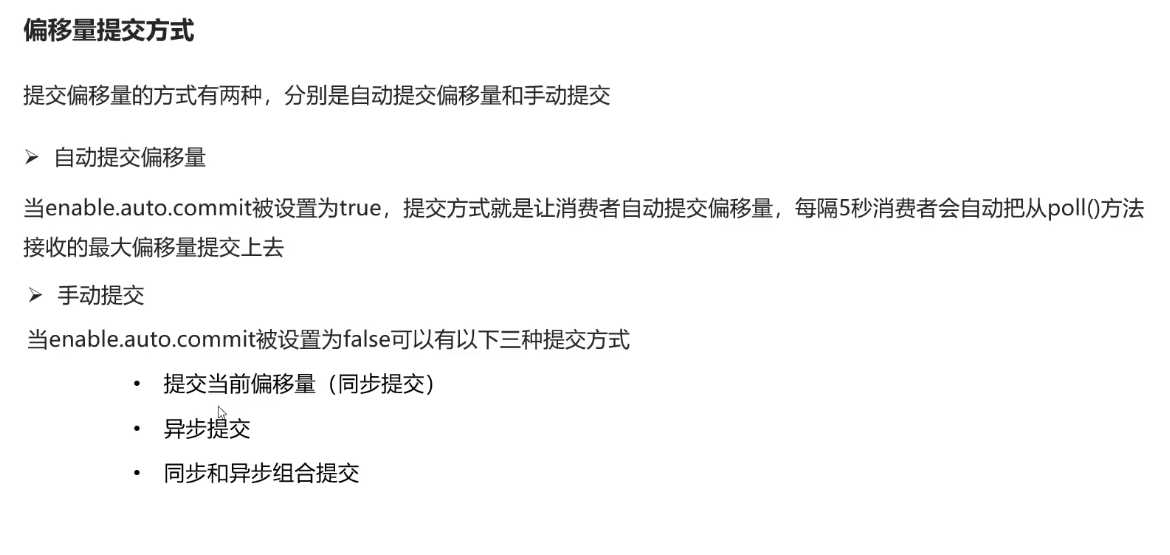 偏移量提交方式
提交偏移量的方式有两种，分别是自动提交偏移量和手动提交
➢ 自动提交偏移量
当enable.auto.commit被设置为true，提交方式就是让消费者自动提交偏移量，每隔5秒消费者会自动把从poll()方法
接收的最大偏移量提交上去
➢ 手动提交
当enable.auto.commit被设置为false可以有以下三种提交方式
• 提交当前偏移量（同步提交）
• 异步提交
• 同步和异步组合提交